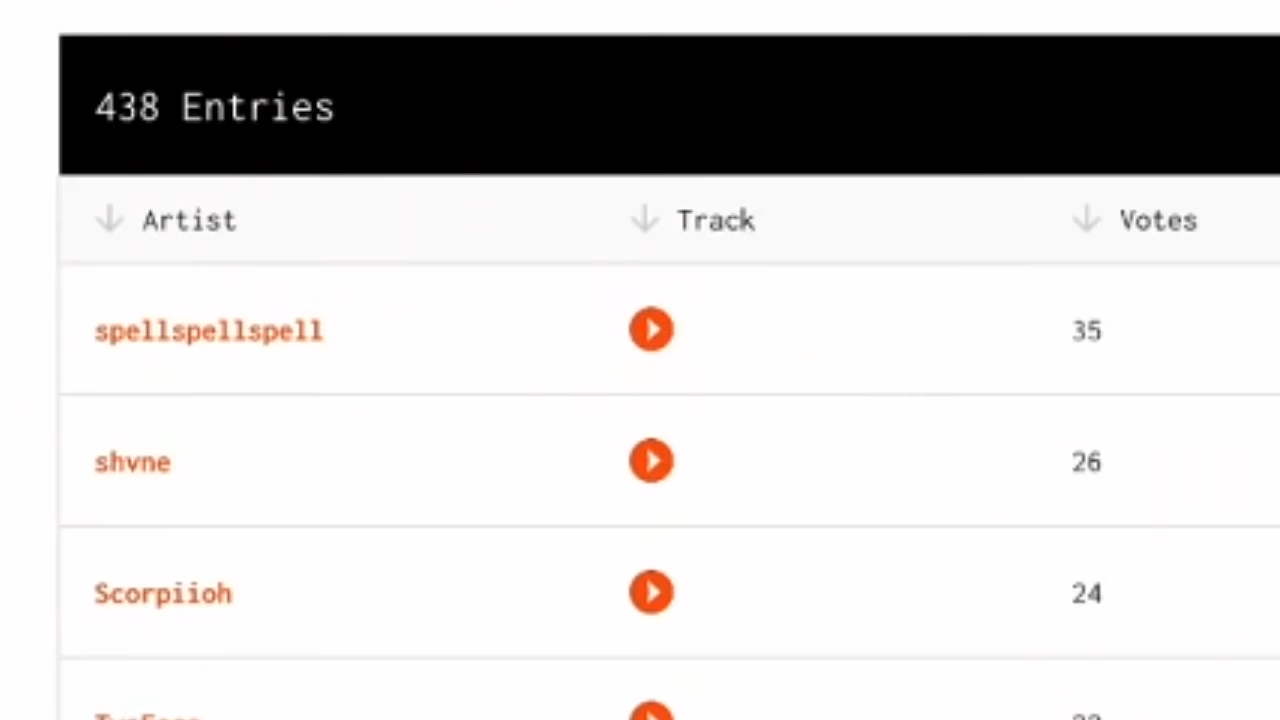 438 Entries
Artist Track Votes
spellspellspell 35
shvne 26
Scorpiioh 24